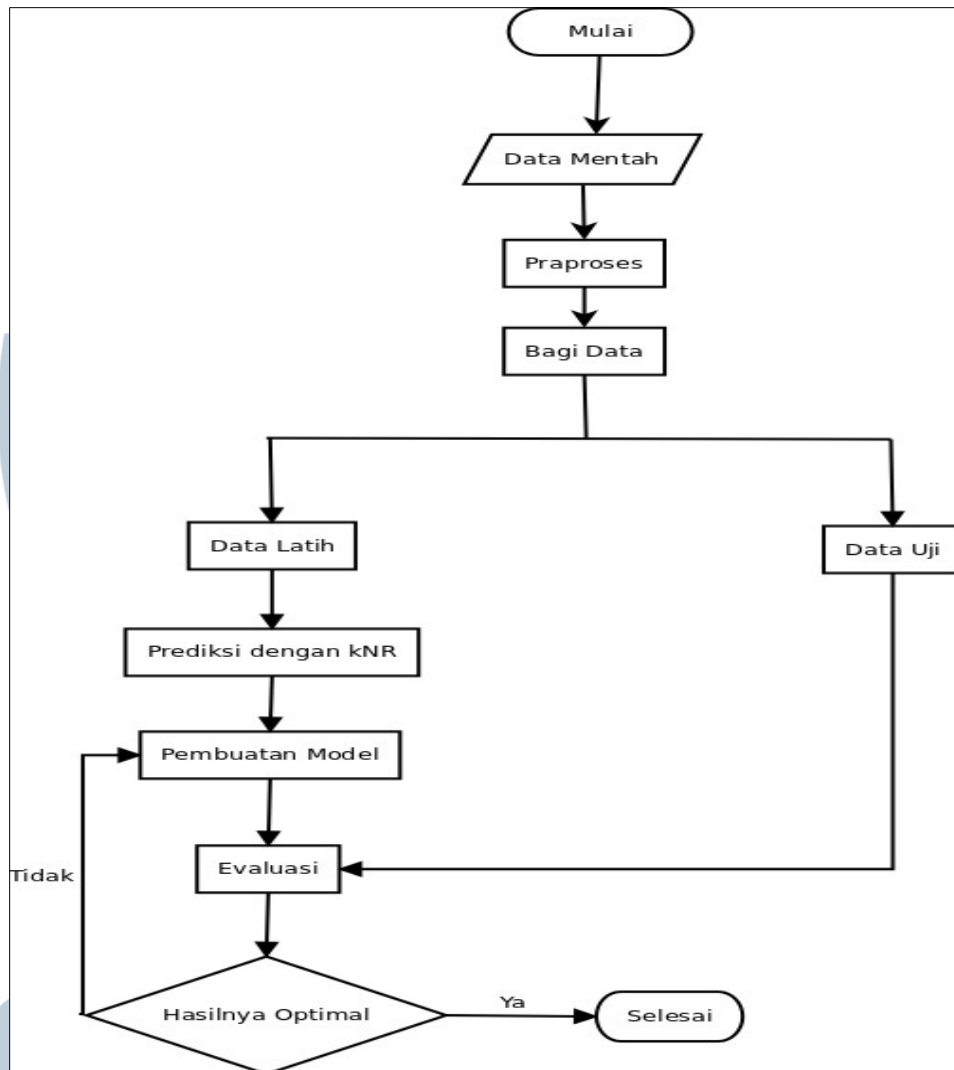 Mulai
Data Mentah
Praproses
Bagi Data
Data Latih
Data Uji
Prediksi dengan kNR
Pembuatan Model
Evaluasi
Tidak
Hasilnya Optimal
Ya
Selesai